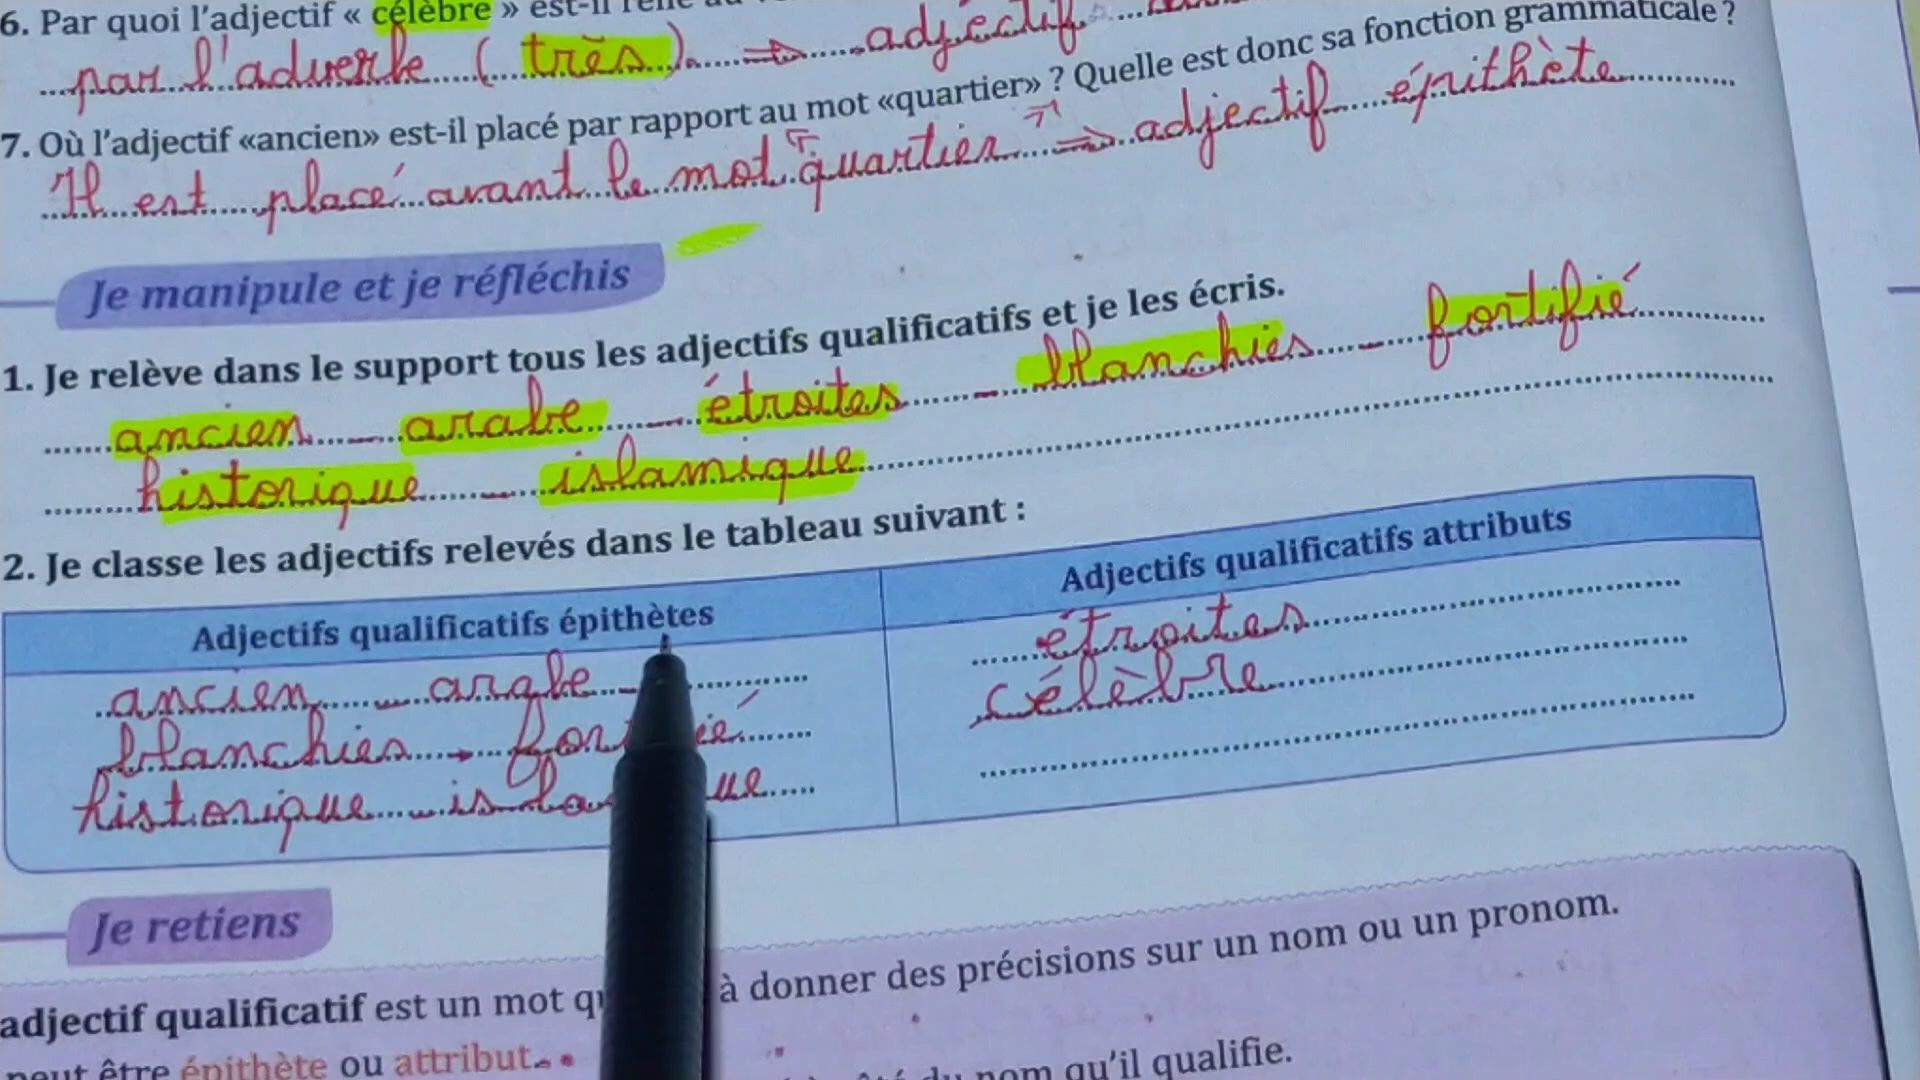 6. Par quoi l'adjectif « célèbre » est-il
par l'adverbe ( très ) ⇒ adjectif
7. Où l'adjectif «ancien» est-il placé par rapport au mot «quartier» ? Quelle est donc sa fonction grammaticale ?
Il est placé avant le mot quartier ⇒ adjectif épithète
Je manipule et je réfléchis
1. Je relève dans le support tous les adjectifs qualificatifs et je les écris.
ancien - arabe - étroites - blanchies - fortifié
historique - islamique
2. Je classe les adjectifs relevés dans le tableau suivant :
Adjectifs qualificatifs épithètes
Adjectifs qualificatifs attributs
ancien - arabe -
étroites
blanchies -
célèbre
historique -
Je retiens
adjectif qualificatif est un mot à donner des précisions sur un nom ou un pronom.
peut être épithète ou attribut.
du nom qu'il qualifie.